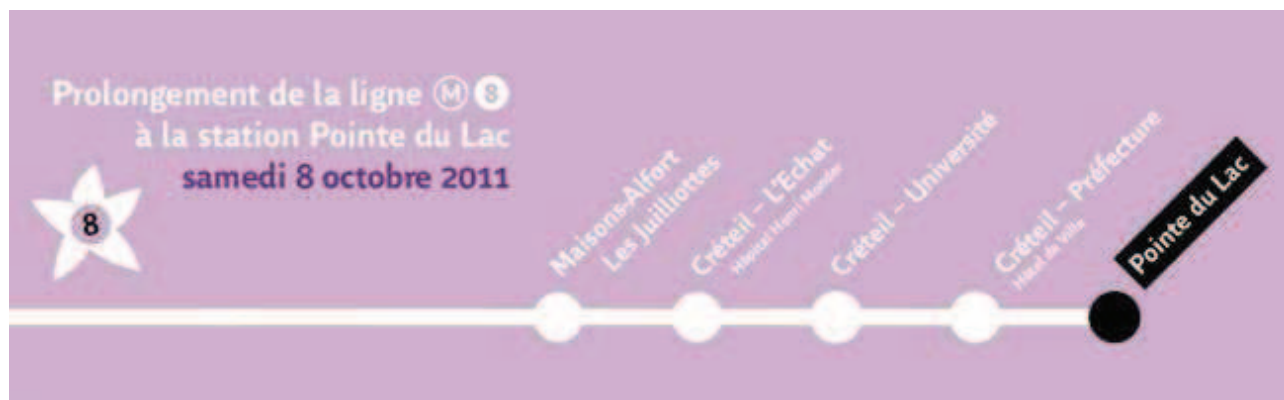 Prolongement de la ligne M 8
à la station Pointe du Lac
samedi 8 octobre 2011
8
Maisons-Alfort
Les Juilliottes
Créteil – L'Echat
Hôpital Henri Mondor
Créteil – Université
Créteil – Préfecture
Hôtel de Ville
Pointe du Lac